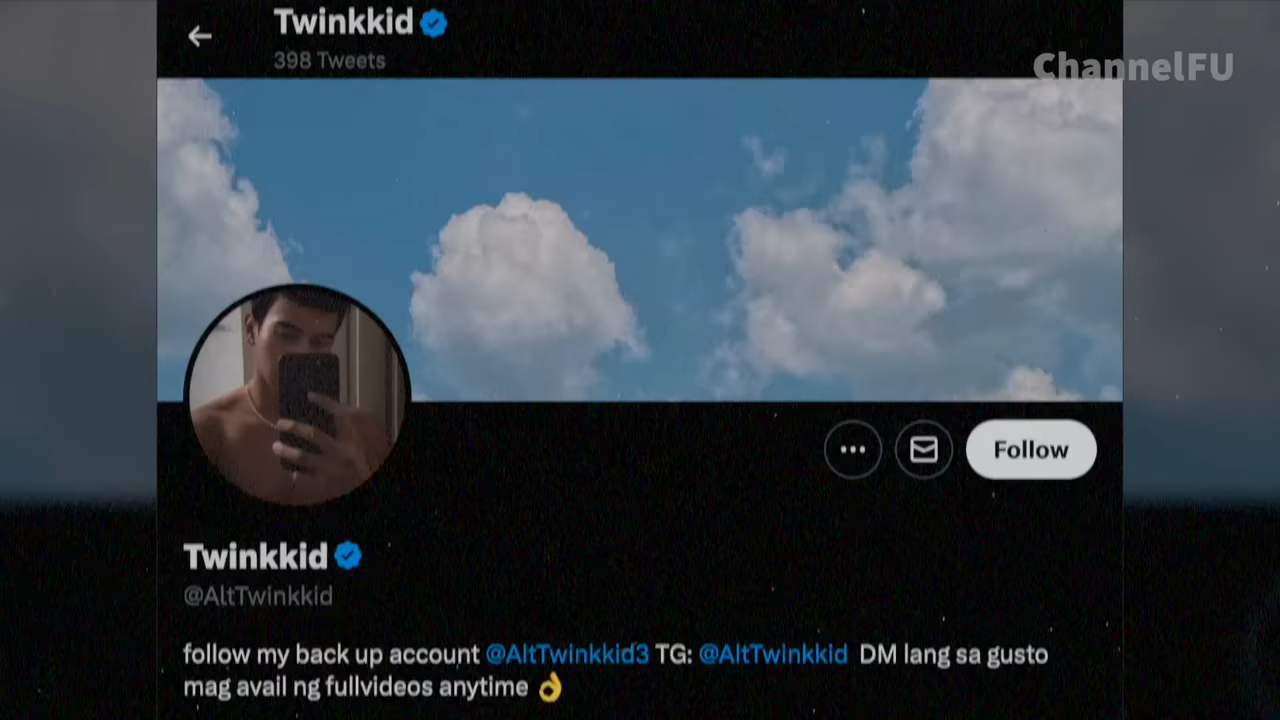 Twinkkid
398 Tweets
ChannelFU
Follow
Twinkkid
@AltTwinkkid
follow my back up account @AltTwinkkid3 TG: @AltTwinkkid DM lang sa gusto
mag avail ng fullvideos anytime 👌